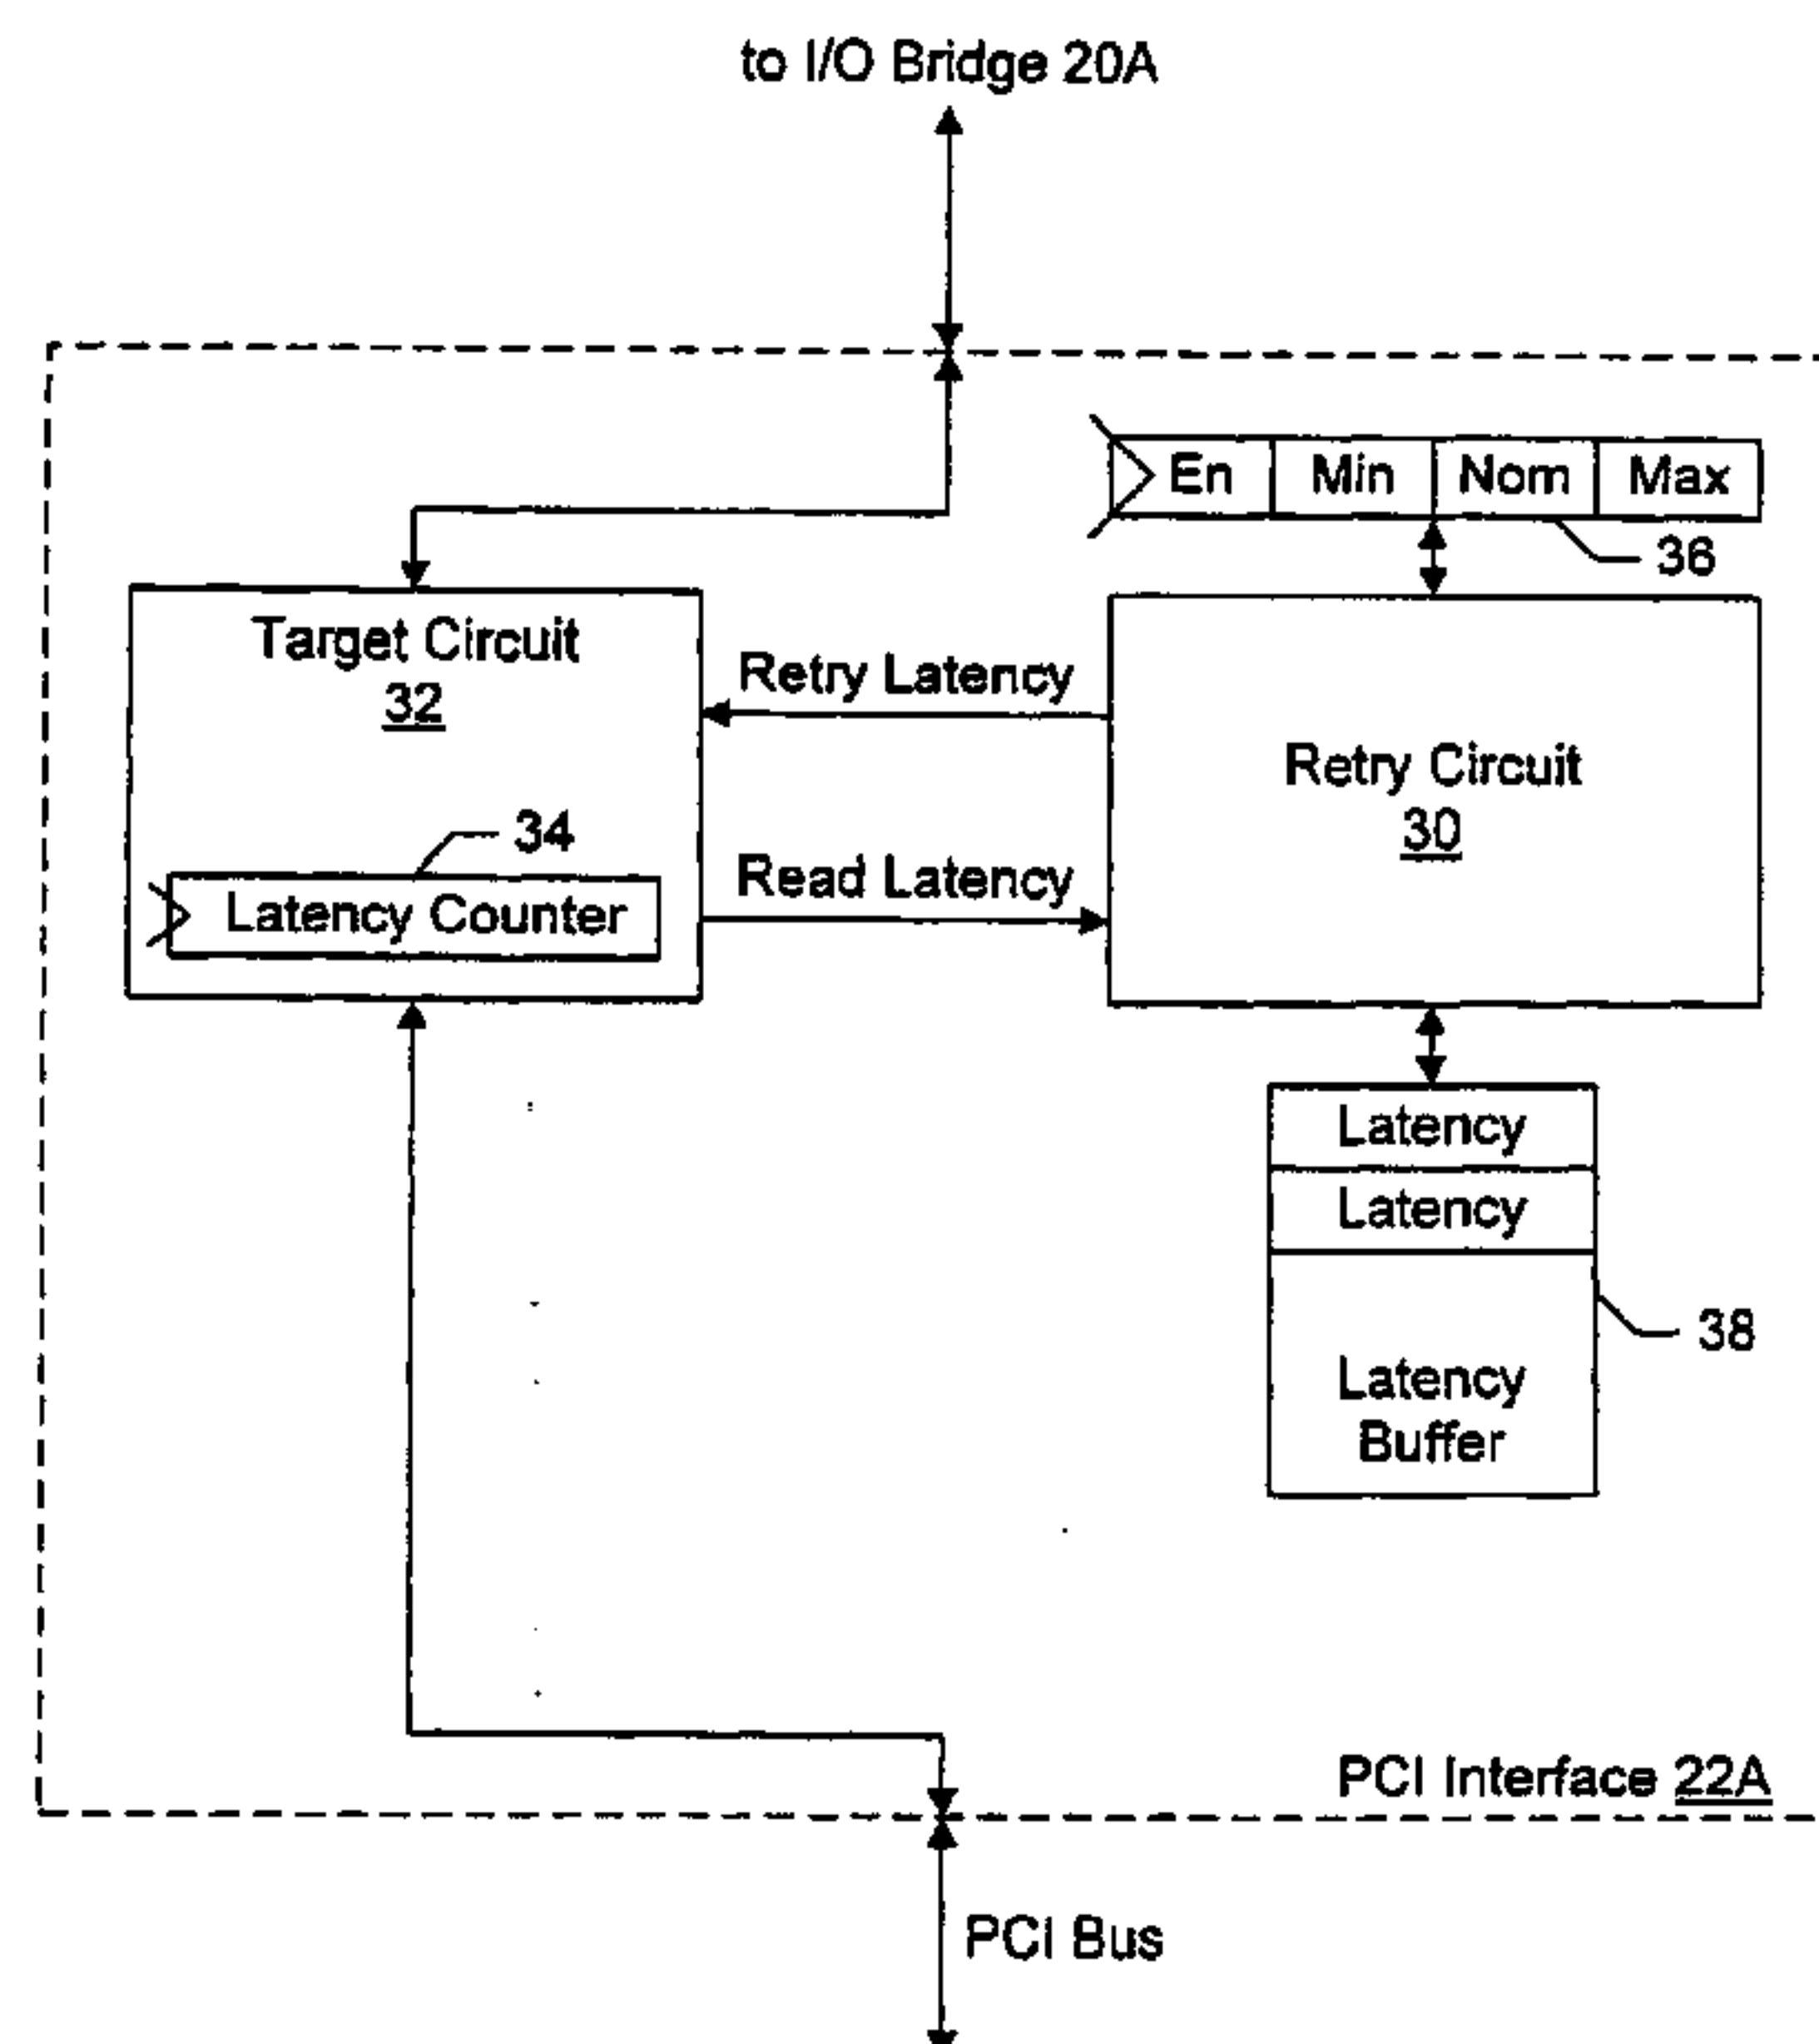 to I/O Bridge 20A
En Min Nom Max
36
Target Circuit
32
Retry Latency
Retry Circuit
30
34
Latency Counter
Read Latency
Latency
Latency
38
Latency
Buffer
PCI Interface 22A
PCI Bus